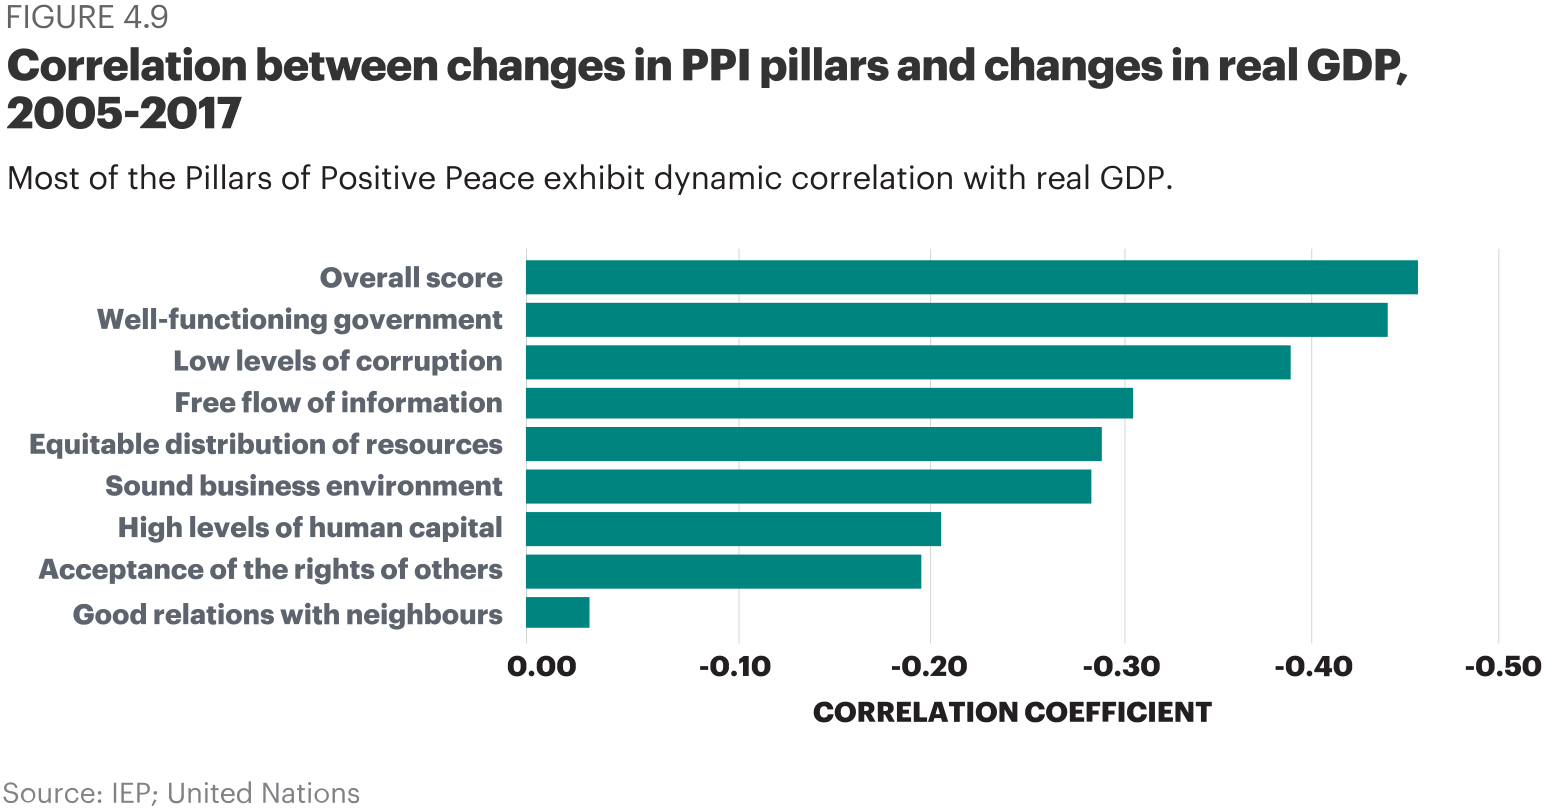 FIGURE 4.9
Correlation between changes in PPI pillars and changes in real GDP,
2005-2017
Most of the Pillars of Positive Peace exhibit dynamic correlation with real GDP.
Overall score
Well-functioning government
Low levels of corruption
Free flow of information
Equitable distribution of resources
Sound business environment
High levels of human capital
Acceptance of the rights of others
Good relations with neighbours
0.00 -0.10 -0.20 -0.30 -0.40 -0.50
CORRELATION COEFFICIENT
Source: IEP; United Nations